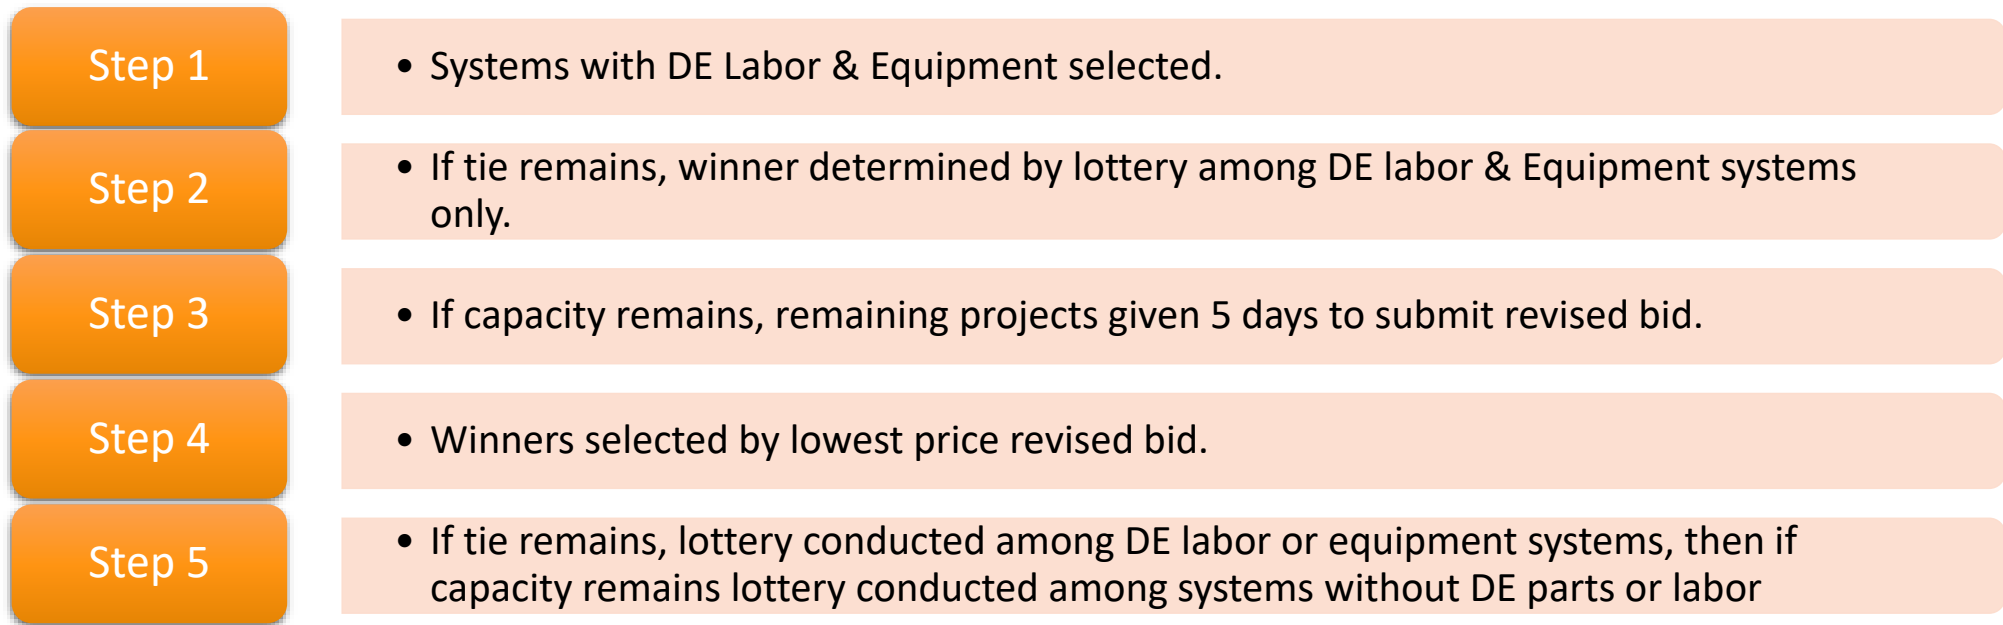 Step 1
• Systems with DE Labor & Equipment selected.
Step 2
• If tie remains, winner determined by lottery among DE labor & Equipment systems
only.
Step 3
• If capacity remains, remaining projects given 5 days to submit revised bid.
Step 4
• Winners selected by lowest price revised bid.
Step 5
• If tie remains, lottery conducted among DE labor or equipment systems, then if
capacity remains lottery conducted among systems without DE parts or labor